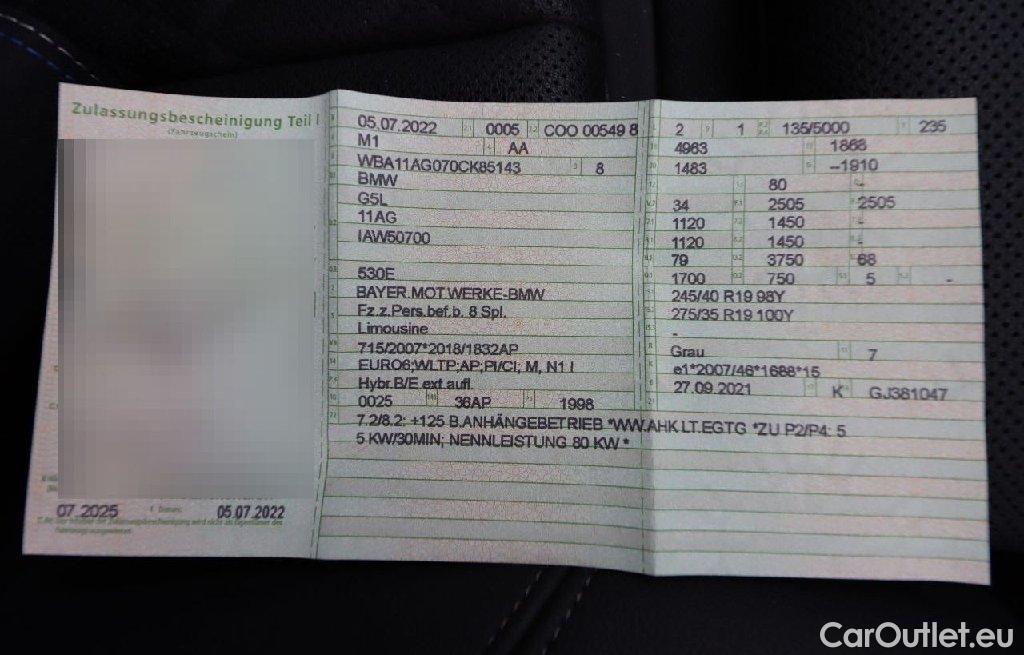 Zulassungsbescheinigung Teil I
(Fahrzeugschein)
07.2025
05.07.2022
05.07.2022 0005 COO 00549 8
M1 AA
WBA11AG070CK85143 8
BMW
G5L
11AG
IAW50700
530E
BAYER.MOT.WERKE-BMW
Fz.z.Pers.bef.b. 8 Spl.
Limousine
715/2007*2018/1832AP
EURO6;WLTP;AP;PI/CI; M, N1 I
Hybr.B/E ext.aufl.
0025 36AP 1998
2 1 135/5000 235
4963 1868
1483 --1910
80 -
34 2505 2505
1120 1450 -
1120 1450 -
79 3750 68
1700 750 5 -
245/40 R19 98Y
275/35 R19 100Y
-
Grau 7
e1*2007/46*1688*15
27.09.2021 K GJ381047
7.2/8.2: +125 B.ANHÄNGEBETRIEB *WW.AHK LT.EGTG *ZU P2/P4: 5
5 KW/30MIN; NENNLEISTUNG 80 KW *
CarOutlet.eu